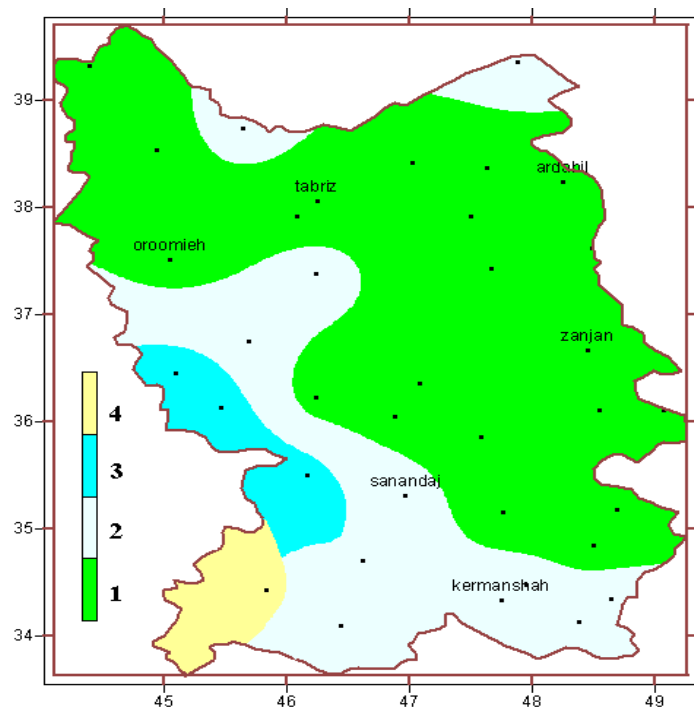 39
ardabil
tabriz
38
oroomieh
37
zanjan
36
4
3
sanandaj
35
2
kermanshah
1
34
45 46 47 48 49